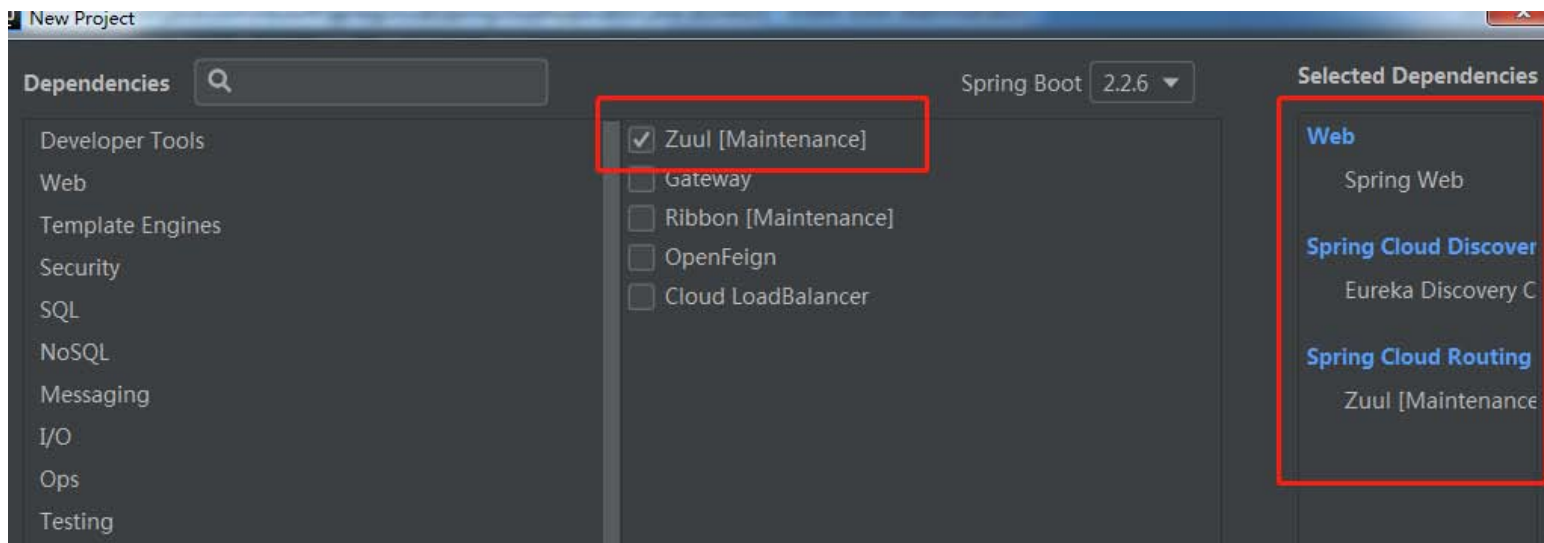 New Project
Dependencies
Spring Boot 2.2.6
Selected Dependencies
Developer Tools
Web
Template Engines
Security
SQL
NoSQL
Messaging
I/O
Ops
Testing
Zuul [Maintenance]
Gateway
Ribbon [Maintenance]
OpenFeign
Cloud LoadBalancer
Web
Spring Web
Spring Cloud Discover
Eureka Discovery C
Spring Cloud Routing
Zuul [Maintenance